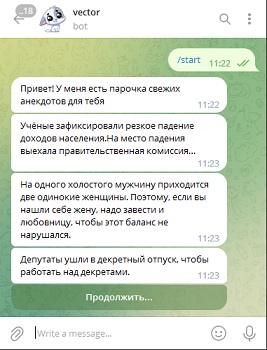 ..18
vector
bot
/start
11:22
Привет! У меня есть парочка свежих
анекдотов для тебя
11:22
Учёные зафиксировали резкое падение
доходов населения.На место падения
выехала правительственная комиссия...
11:23
На одного холостого мужчину приходится
две одинокие женщины. Поэтому, если вы
нашли себе жену, надо завести и
любовницу, чтобы этот баланс не
нарушался.
11:23
Депутаты ушли в декретный отпуск, чтобы
работать над декретами.
11:23
Продолжить...
Write a message...